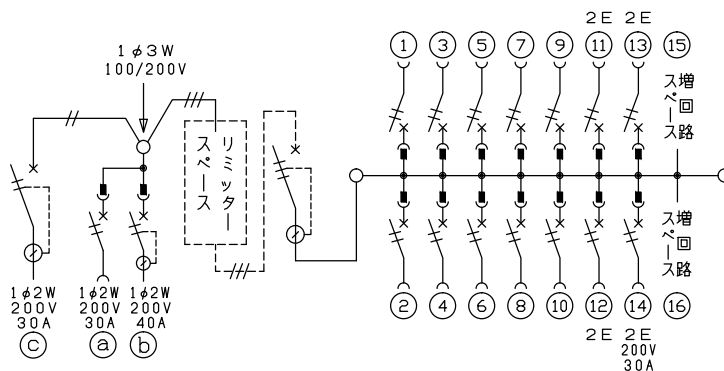 1φ3W
100/200V
リミッター
スペース
1φ2W
200V
30A
c
1φ2W
200V
30A
a
1φ2W
200V
40A
b
2E 2E
1 3 5 7 9 11 13 15
増回路
スペース
増回路
スペース
2 4 6 8 10 12 14 16
2E 2E
200V
30A